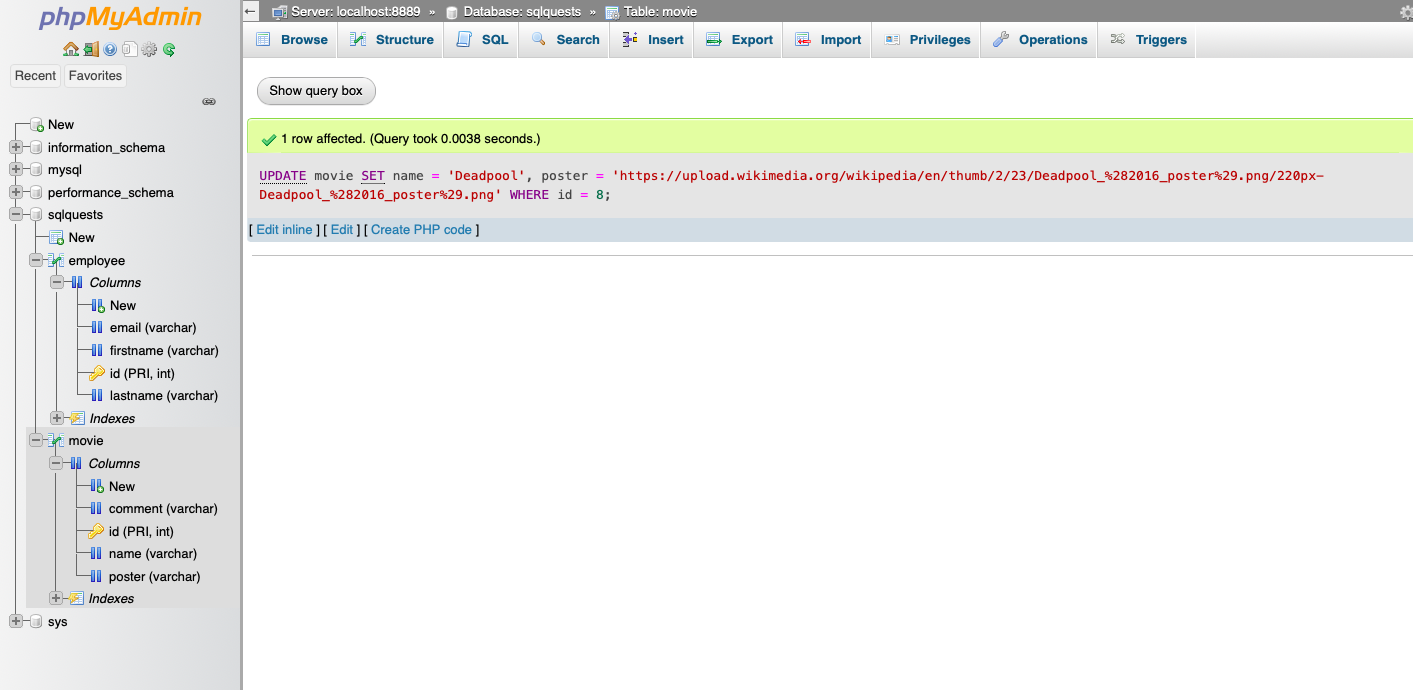 phpMyAdmin
Recent Favorites
New
information_schema
mysql
performance_schema
sqlquests
New
employee
Columns
New
email (varchar)
firstname (varchar)
id (PRI, int)
lastname (varchar)
Indexes
movie
Columns
New
comment (varchar)
id (PRI, int)
name (varchar)
poster (varchar)
Indexes
sys
Server: localhost:8889 » Database: sqlquests » Table: movie
Browse Structure SQL Search Insert Export Import Privileges Operations Triggers
Show query box
1 row affected. (Query took 0.0038 seconds.)
UPDATE movie SET name = 'Deadpool', poster = 'https://upload.wikimedia.org/wikipedia/en/thumb/2/23/Deadpool_%282016_poster%29.png/220px-
Deadpool_%282016_poster%29.png' WHERE id = 8;
[ Edit inline ] [ Edit ] [ Create PHP code ]